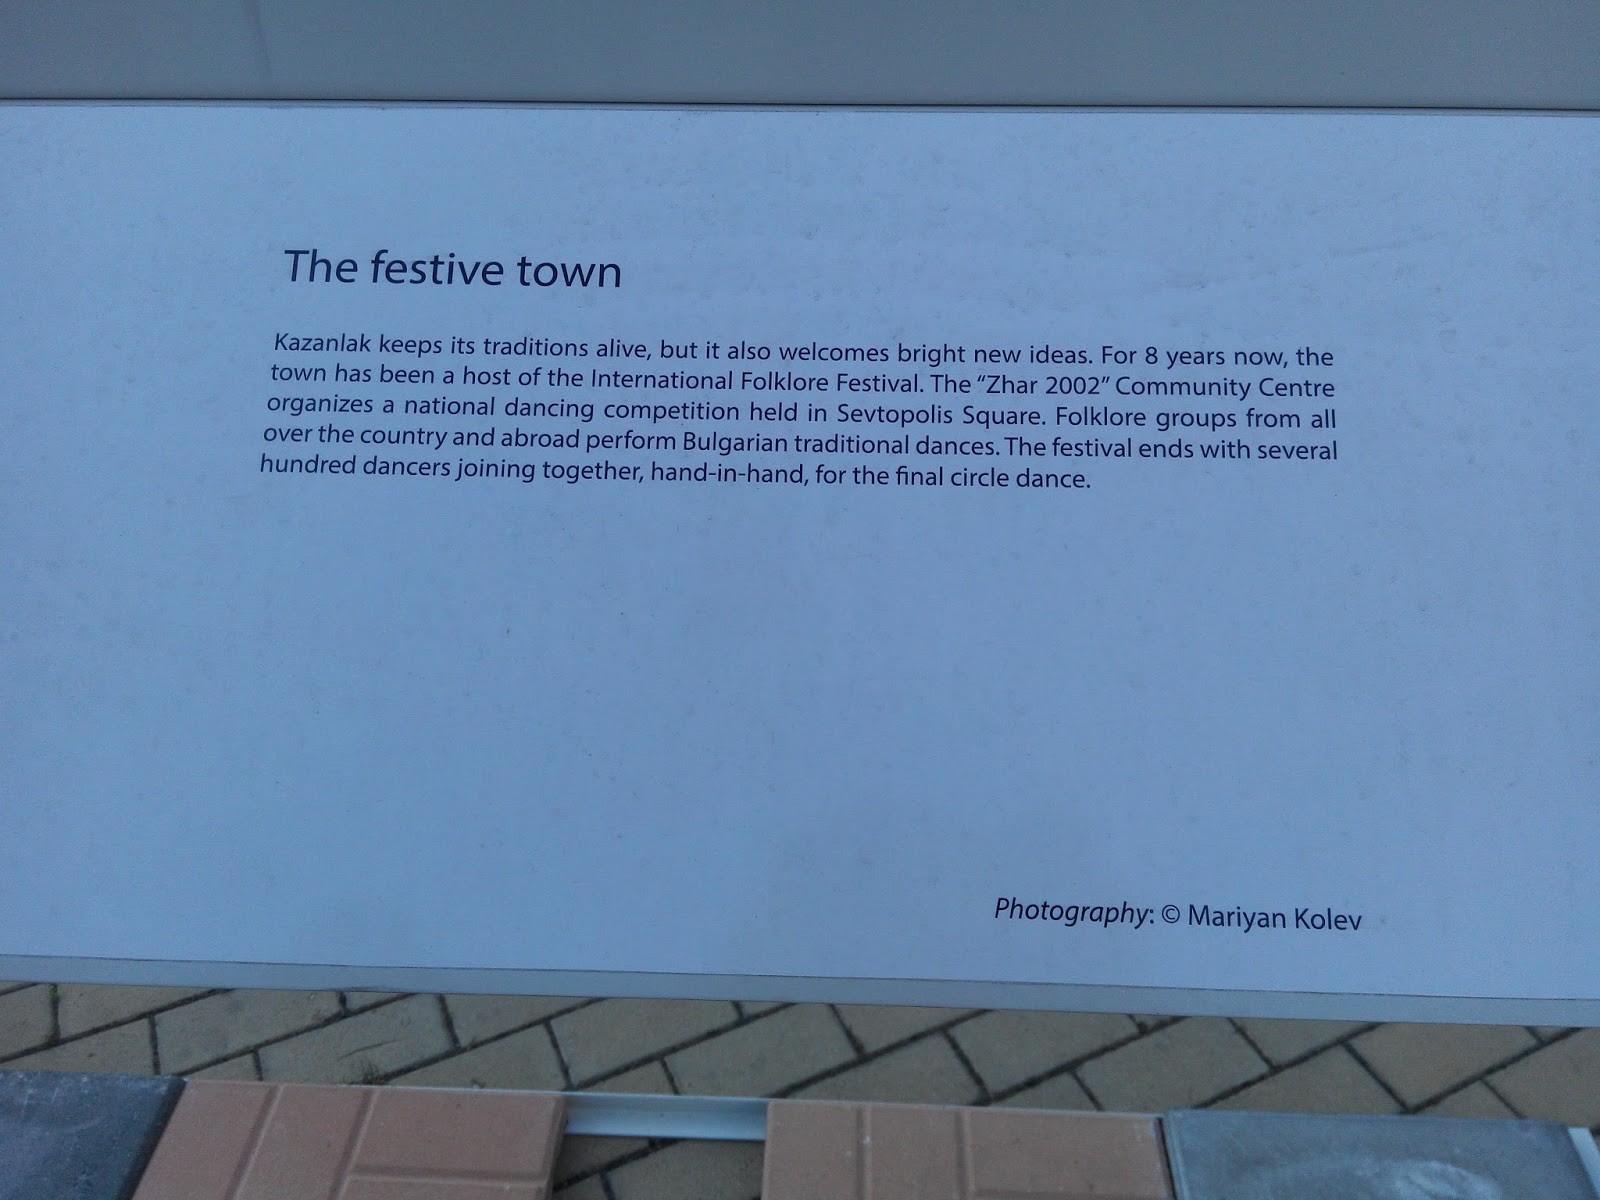 The festive town
Kazanlak keeps its traditions alive, but it also welcomes bright new ideas. For 8 years now, the
town has been a host of the International Folklore Festival. The “Zhar 2002” Community Centre
organizes a national dancing competition held in Sevtopolis Square. Folklore groups from all
over the country and abroad perform Bulgarian traditional dances. The festival ends with several
hundred dancers joining together, hand-in-hand, for the final circle dance.
Photography: © Mariyan Kolev